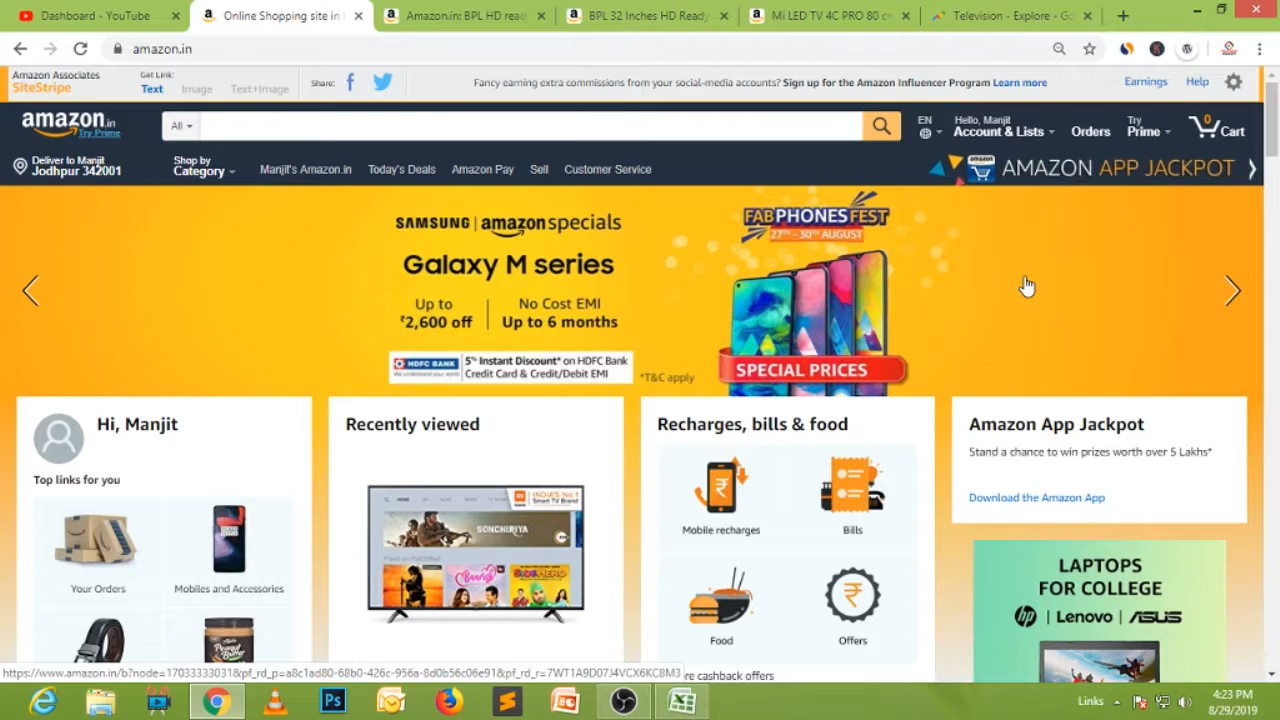 Dashboard - YouTube
Online Shopping site in
Amazon.in: BPL HD read
BPL 32 Inches HD Ready
Mi LED TV 4C PRO 80 cm
Television - Explore - Go
amazon.in
Amazon Associates
SiteStripe
Get Link:
Text
Image
Text+Image
Share:
Fancy earning extra commissions from your social-media accounts? Sign up for the Amazon Influencer Program Learn more
Earnings
Help
amazon.in
Try Prime
All
EN
Hello, Manjit
Account & Lists
Orders
Try
Prime
0
Cart
Deliver to Manjit
Jodhpur 342001
Shop by
Category
Manjit's Amazon.in
Today's Deals
Amazon Pay
Sell
Customer Service
amazon
AMAZON APP JACKPOT
SAMSUNG | amazon specials
Galaxy M series
Up to
₹2,600 off
No Cost EMI
Up to 6 months
HDFC BANK
We understand your world
5% Instant Discount* on HDFC Bank
Credit Card & Credit/Debit EMI
*T&C apply
FABPHONESFEST
27TH - 30TH AUGUST
SPECIAL PRICES
Hi, Manjit
Top links for you
Your Orders
Mobiles and Accessories
Recently viewed
HOME
INDIA'S No.1
Smart TV Brand
SONCHIRIYA
Recharges, bills & food
Mobile recharges
Bills
Food
Offers
re cashback offers
Amazon App Jackpot
Stand a chance to win prizes worth over 5 Lakhs*
Download the Amazon App
LAPTOPS
FOR COLLEGE
hp | Lenovo | ASUS
https://www.amazon.in/b?node=17033333031&pf_rd_p=a8c1ad80-68b0-426c-956a-8d0b56c06e91&pf_rd_r=7WT1A9D07J4VCX6KC8M3
Links
4:23 PM
8/29/2019